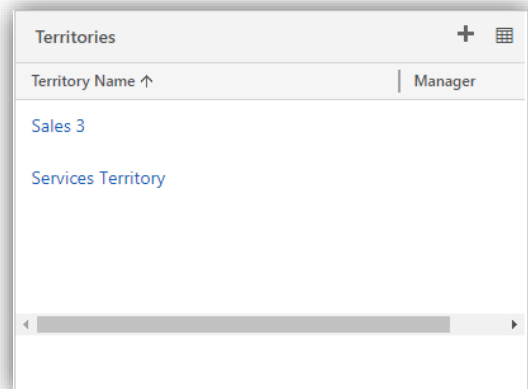 Territories
Territory Name Manager
Sales 3
Services Territory